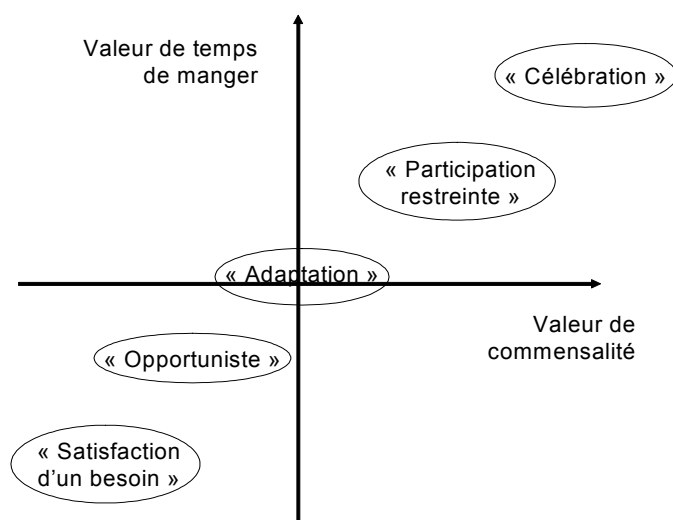 Valeur de temps
de manger
« Célébration »
« Participation
restreinte »
« Adaptation »
Valeur de
commensalité
« Opportuniste »
« Satisfaction
d'un besoin »